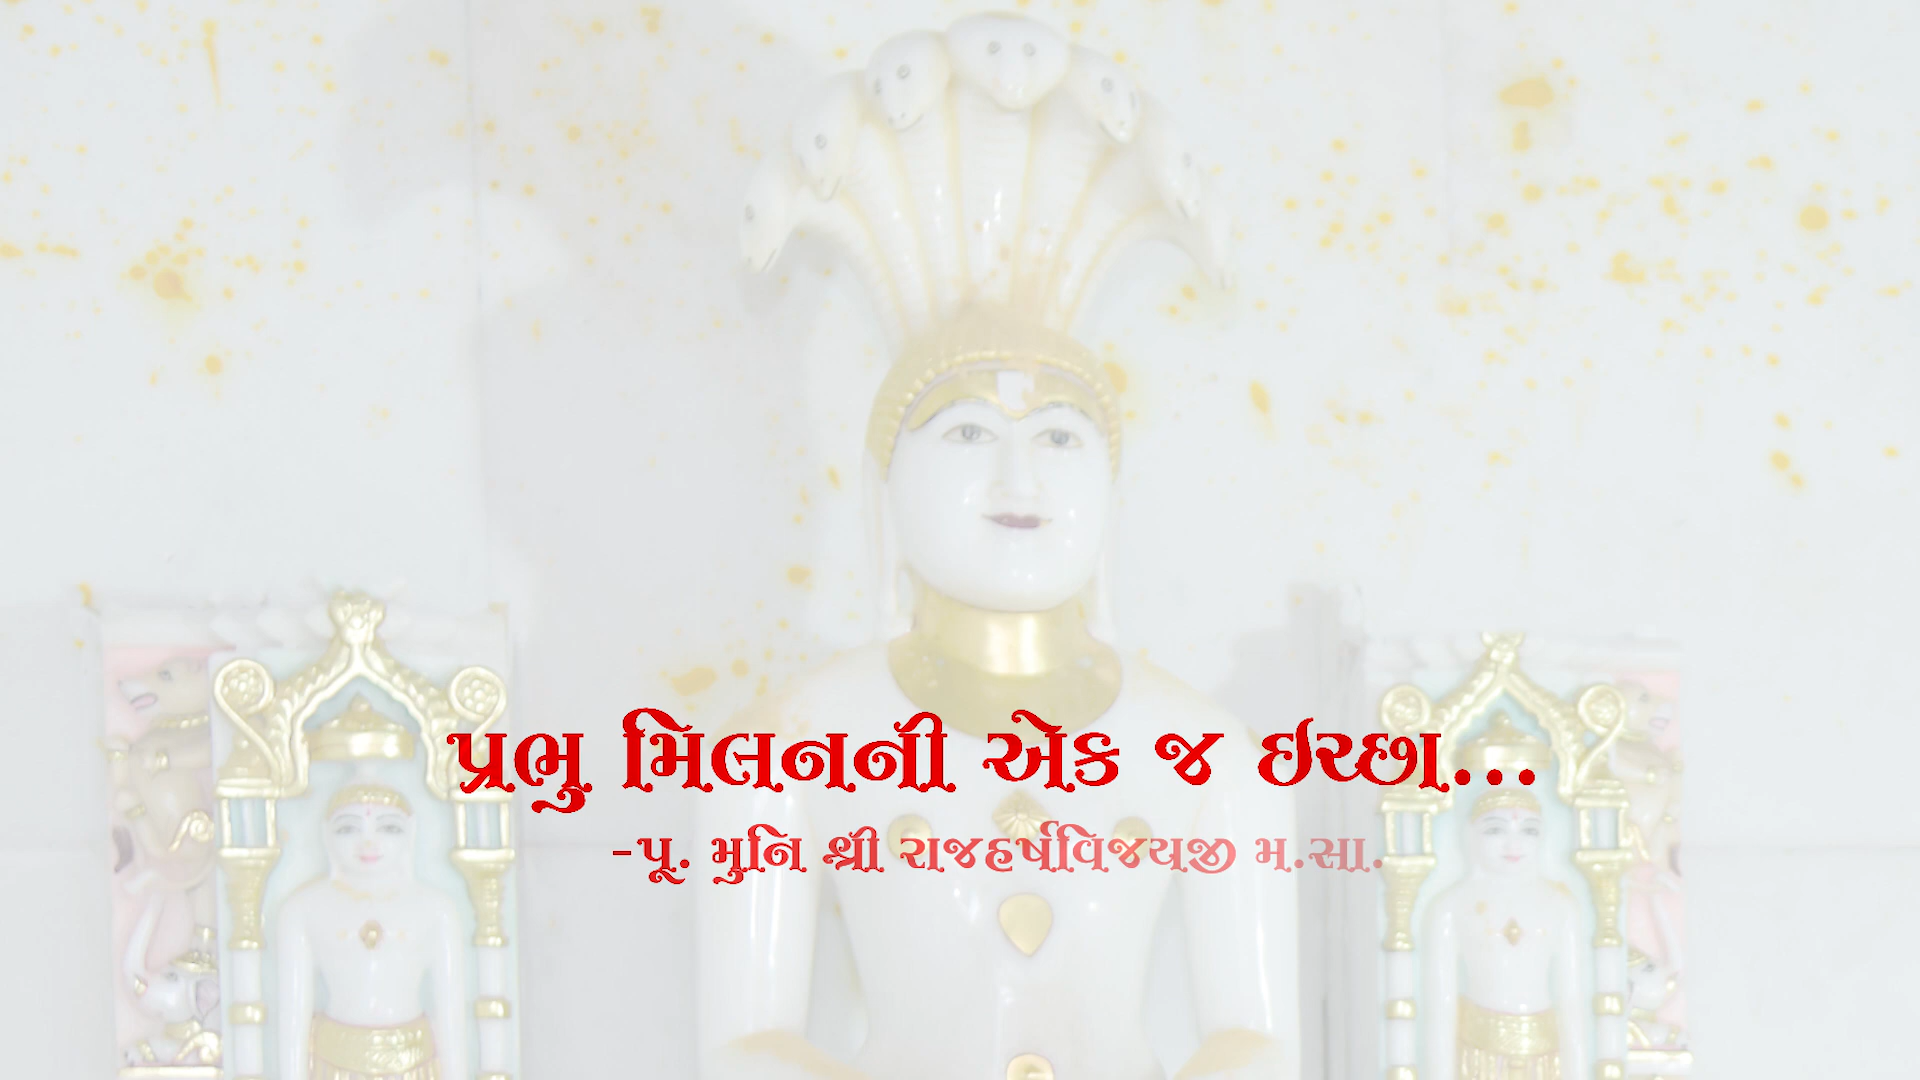 પ્રભુ મિલનની એક જ ઇચ્છા...
-પૂ. મુનિ શ્રી રાજહર્ષવિજયજી મ.સા.